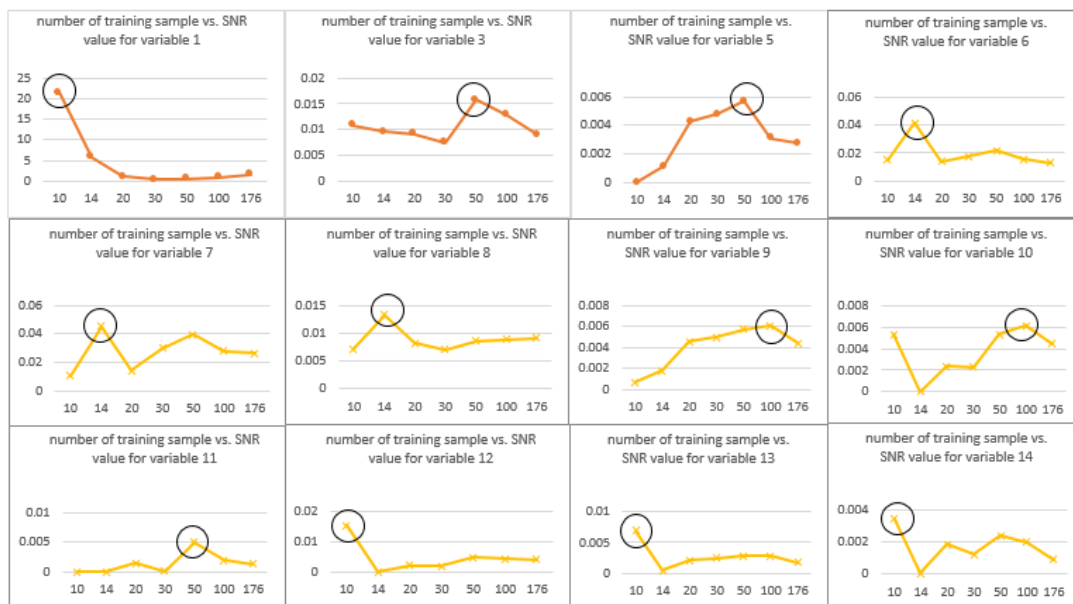 number of training sample vs. SNR
value for variable 1
25
20
15
10
5
0
10 14 20 30 50 100 176
number of training sample vs. SNR
value for variable 3
0.02
0.015
0.01
0.005
0
10 14 20 30 50 100 176
number of training sample vs.
SNR value for variable 5
0.006
0.004
0.002
0
10 14 20 30 50 100 176
number of training sample vs.
SNR value for variable 6
0.06
0.04
0.02
0
10 14 20 30 50 100 176
number of training sample vs. SNR
value for variable 7
0.06
0.04
0.02
0
10 14 20 30 50 100 176
number of training sample vs. SNR
value for variable 8
0.015
0.01
0.005
0
10 14 20 30 50 100 176
number of training sample vs.
SNR value for variable 9
0.008
0.006
0.004
0.002
0
10 14 20 30 50 100 176
number of training sample vs.
SNR value for variable 10
0.008
0.006
0.004
0.002
0
10 14 20 30 50 100 176
number of training sample vs. SNR
value for variable 11
0.01
0.005
0
10 14 20 30 50 100 176
number of training sample vs. SNR
value for variable 12
0.02
0.01
0
10 14 20 30 50 100 176
number of training sample vs.
SNR value for variable 13
0.01
0.005
0
10 14 20 30 50 100 176
number of training sample vs.
SNR value for variable 14
0.004
0.002
0
10 14 20 30 50 100 176